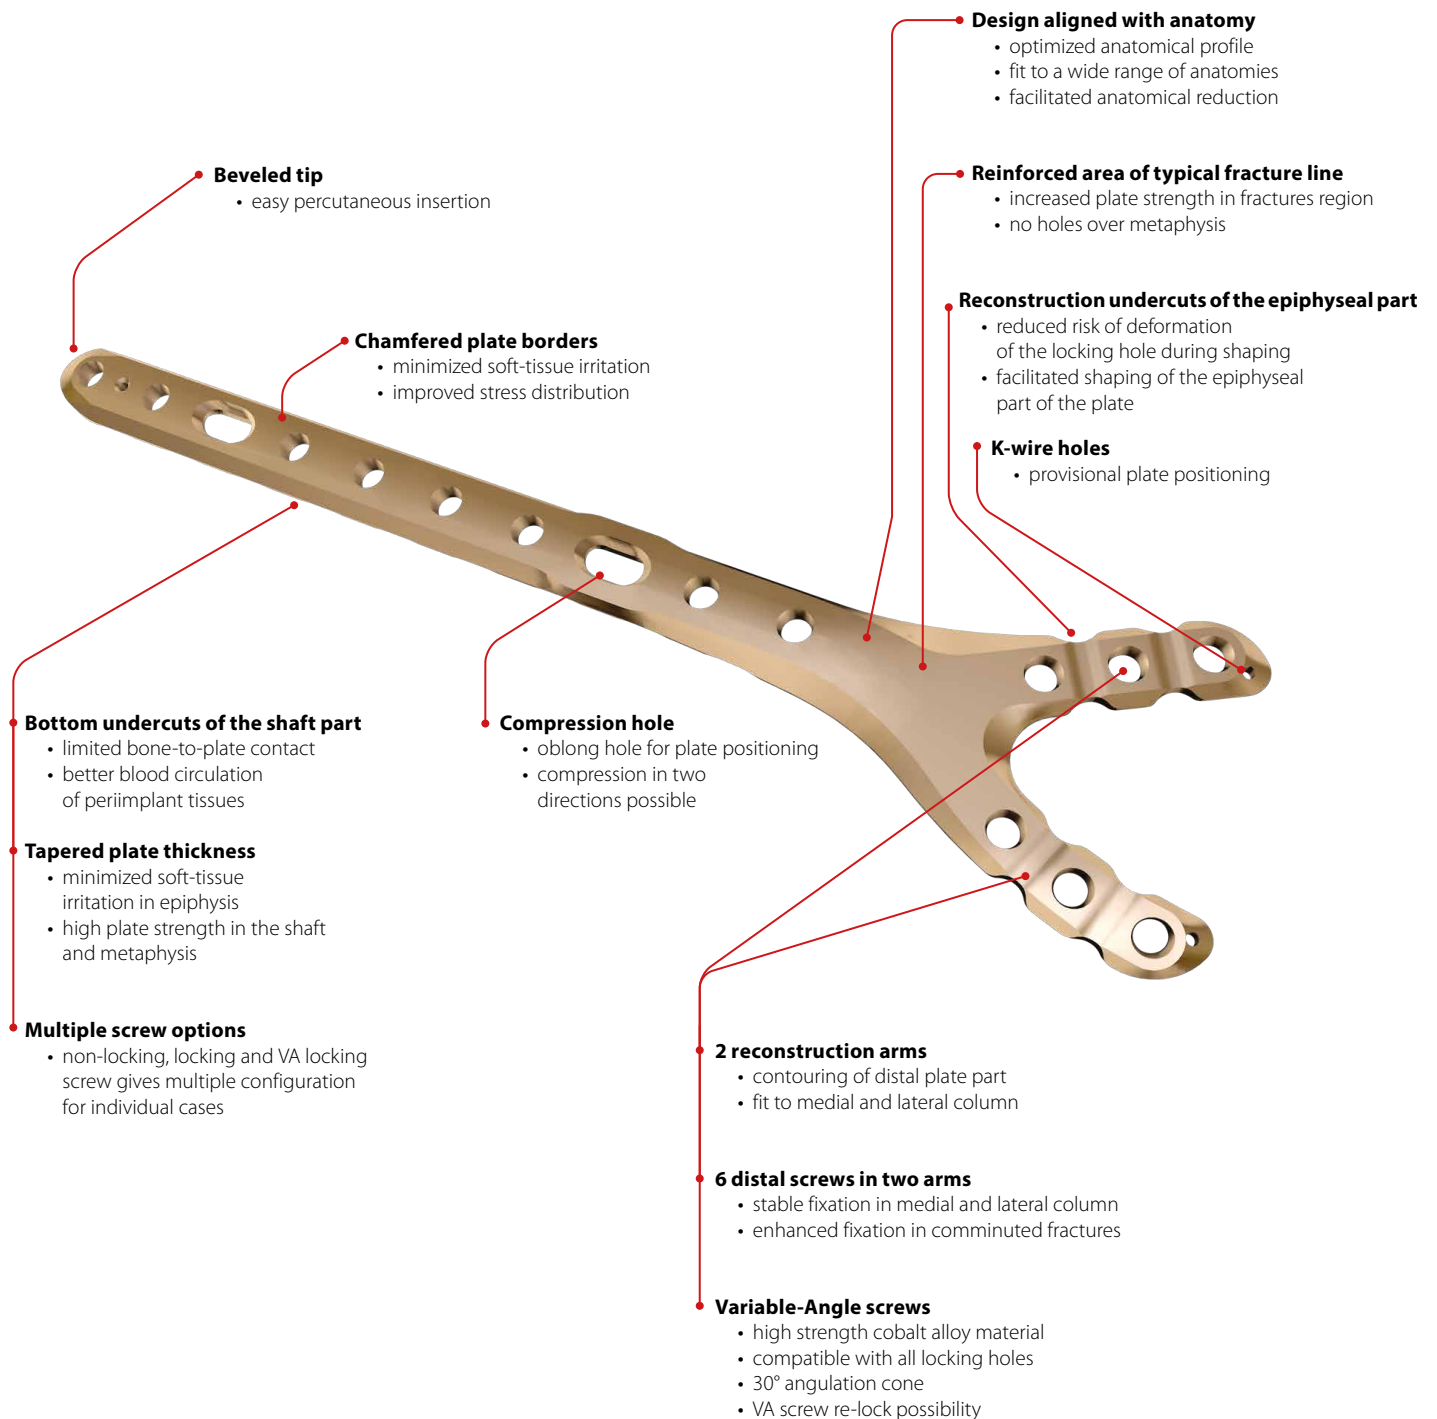 Design aligned with anatomy
• optimized anatomical profile
• fit to a wide range of anatomies
• facilitated anatomical reduction
Beveled tip
• easy percutaneous insertion
Reinforced area of typical fracture line
• increased plate strength in fractures region
• no holes over metaphysis
Reconstruction undercuts of the epiphyseal part
• reduced risk of deformation
of the locking hole during shaping
• facilitated shaping of the epiphyseal
part of the plate
Chamfered plate borders
• minimized soft-tissue irritation
• improved stress distribution
K-wire holes
• provisional plate positioning
Bottom undercuts of the shaft part
• limited bone-to-plate contact
• better blood circulation
of periimplant tissues
Compression hole
• oblong hole for plate positioning
• compression in two
directions possible
Tapered plate thickness
• minimized soft-tissue
irritation in epiphysis
• high plate strength in the shaft
and metaphysis
Multiple screw options
• non-locking, locking and VA locking
screw gives multiple configuration
for individual cases
2 reconstruction arms
• contouring of distal plate part
• fit to medial and lateral column
6 distal screws in two arms
• stable fixation in medial and lateral column
• enhanced fixation in comminuted fractures
Variable-Angle screws
• high strength cobalt alloy material
• compatible with all locking holes
• 30° angulation cone
• VA screw re-lock possibility